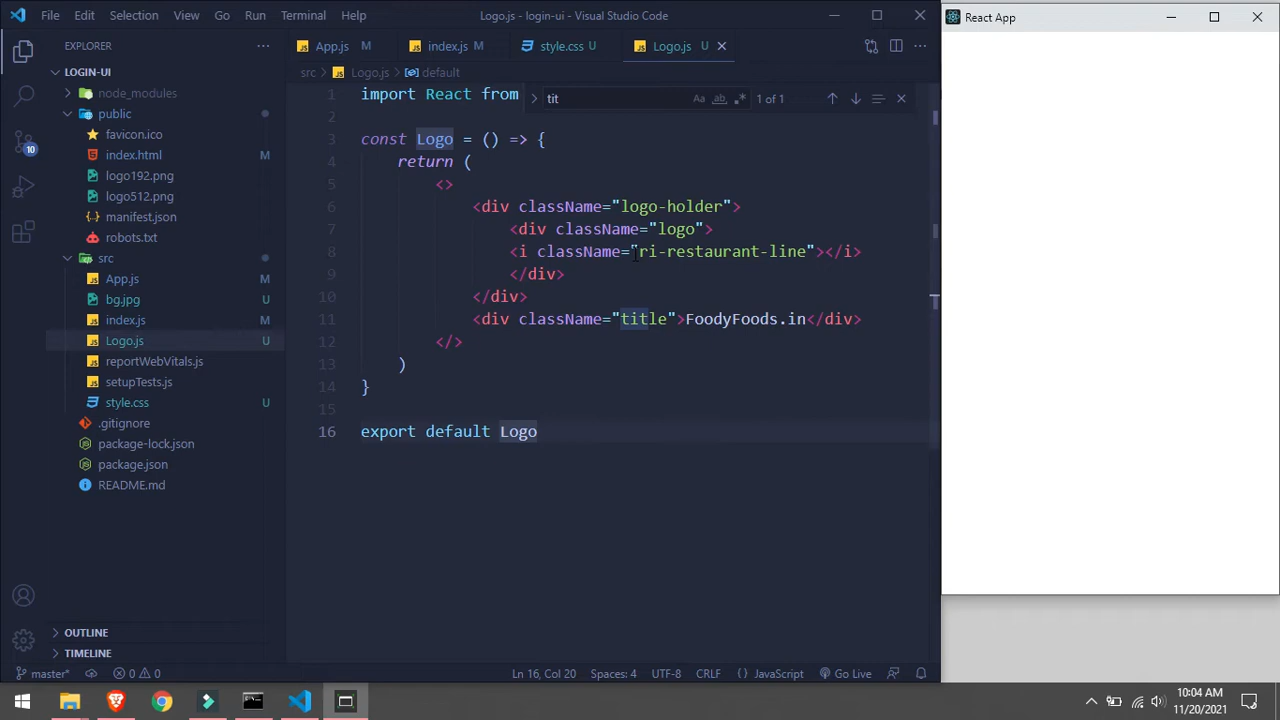 File Edit Selection View Go Run Terminal Help
Logo.js - login-ui - Visual Studio Code
React App
EXPLORER
App.js M
index.js M
style.css U
Logo.js U
LOGIN-UI
src > Logo.js > default
node_modules
public
favicon.ico
index.html M
logo192.png
logo512.png
manifest.json
robots.txt
src
App.js M
bg.jpg U
index.js M
Logo.js U
reportWebVitals.js
setupTests.js
style.css U
.gitignore
package-lock.json
package.json
README.md
OUTLINE
TIMELINE
10
tit
Aa ab 1 of 1
1 import React from
2
3 const Logo = () => {
4 return (
5 <>
6 <div className="logo-holder">
7 <div className="logo">
8 <i className="ri-restaurant-line"></i>
9 </div>
10 </div>
11 <div className="title">FoodyFoods.in</div>
12 </>
13 )
14 }
15
16 export default Logo
master* 0 0
Ln 16, Col 20 Spaces: 4 UTF-8 CRLF JavaScript Go Live
10:04 AM
11/20/2021